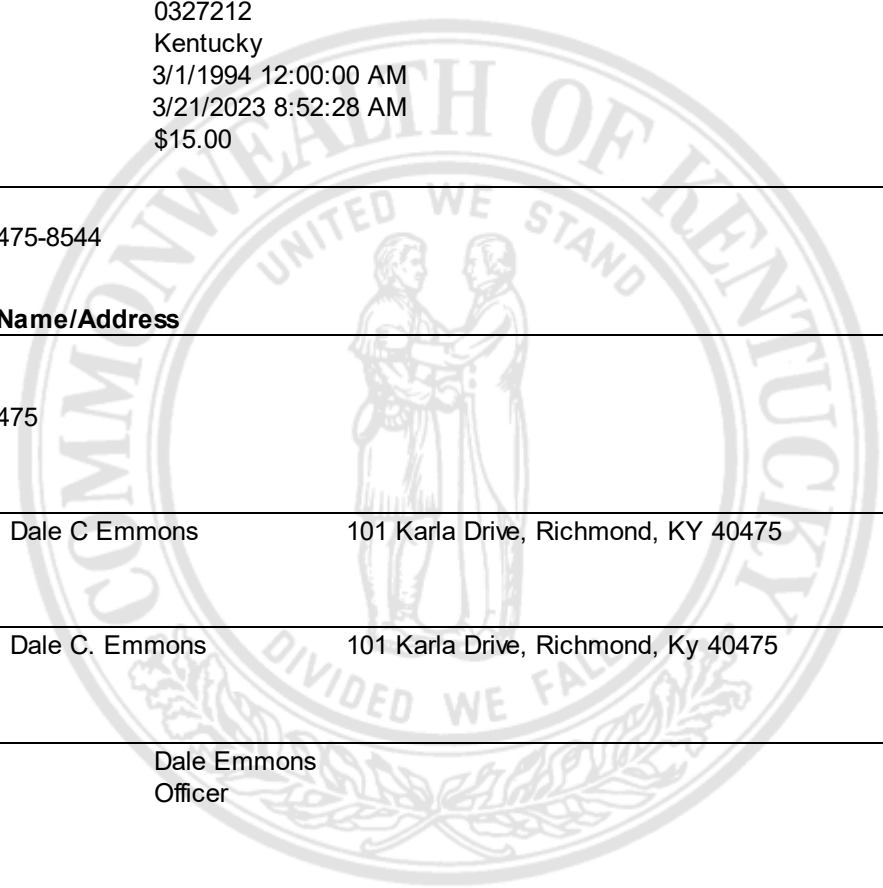 0327212
Kentucky
3/1/1994 12:00:00 AM
3/21/2023 8:52:28 AM
$15.00
475-8544
Name/Address
475
Dale C Emmons 101 Karla Drive, Richmond, KY 40475
Dale C. Emmons 101 Karla Drive, Richmond, Ky 40475
Dale Emmons
Officer
COMMONWEALTH OF KENTUCKY
UNITED WE STAND
DIVIDED WE FALL